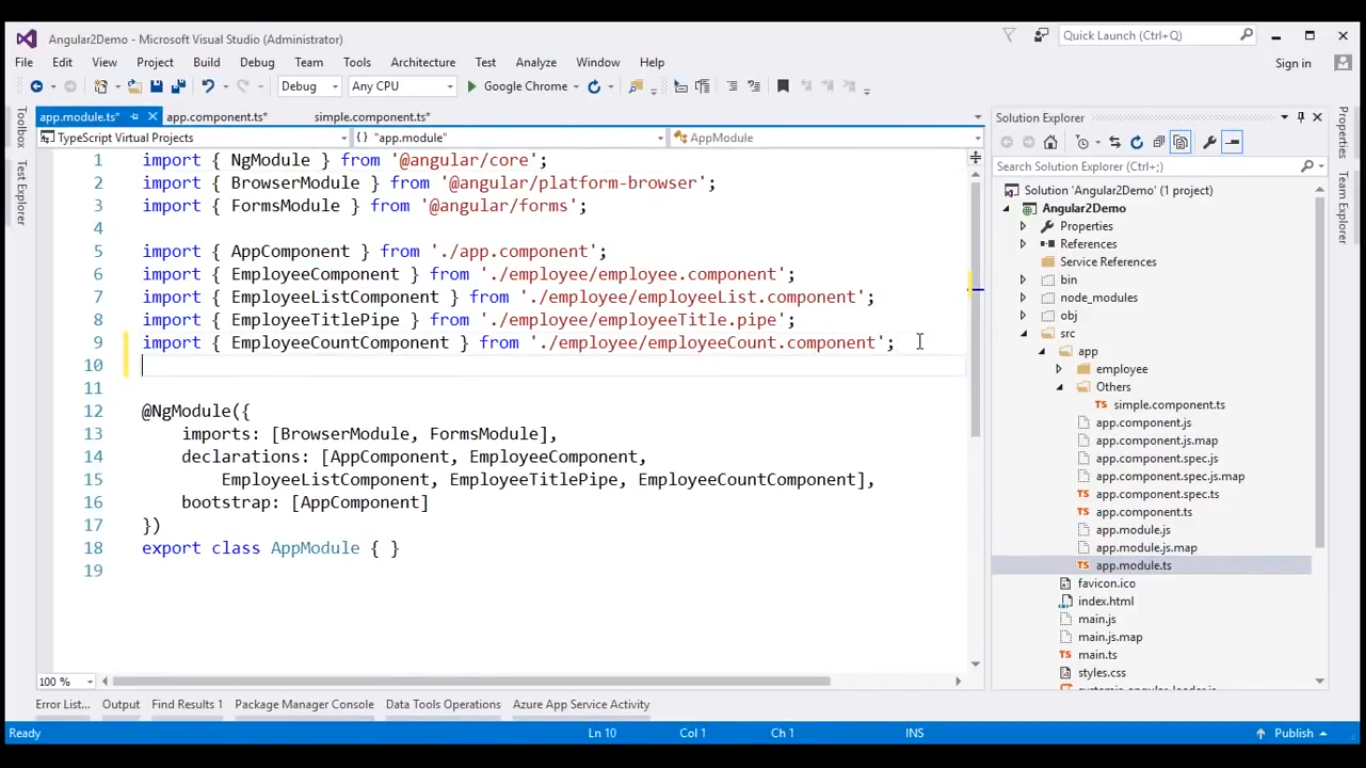 Angular2Demo - Microsoft Visual Studio (Administrator)
Quick Launch (Ctrl+Q)
File Edit View Project Build Debug Team Tools Architecture Test Analyze Window Help
Sign in
Debug Any CPU Google Chrome
app.module.ts* app.component.ts* simple.component.ts*
TypeScript Virtual Projects { } "app.module" AppModule
Toolbox
Test Explorer
1 import { NgModule } from '@angular/core';
2 import { BrowserModule } from '@angular/platform-browser';
3 import { FormsModule } from '@angular/forms';
4
5 import { AppComponent } from './app.component';
6 import { EmployeeComponent } from './employee/employee.component';
7 import { EmployeeListComponent } from './employee/employeeList.component';
8 import { EmployeeTitlePipe } from './employee/employeeTitle.pipe';
9 import { EmployeeCountComponent } from './employee/employeeCount.component';
10
11
12 @NgModule({
13 imports: [BrowserModule, FormsModule],
14 declarations: [AppComponent, EmployeeComponent,
15 EmployeeListComponent, EmployeeTitlePipe, EmployeeCountComponent],
16 bootstrap: [AppComponent]
17 })
18 export class AppModule { }
19
100 %
Solution Explorer
Search Solution Explorer (Ctrl+;)
Solution 'Angular2Demo' (1 project)
Angular2Demo
Properties
References
Service References
bin
node_modules
obj
src
app
employee
Others
TS simple.component.ts
app.component.js
app.component.js.map
app.component.spec.js
app.component.spec.js.map
TS app.component.spec.ts
TS app.component.ts
app.module.js
app.module.js.map
TS app.module.ts
favicon.ico
index.html
main.js
main.js.map
TS main.ts
styles.css
Properties
Team Explorer
Error List... Output Find Results 1 Package Manager Console Data Tools Operations Azure App Service Activity
Ready Ln 10 Col 1 Ch 1 INS Publish